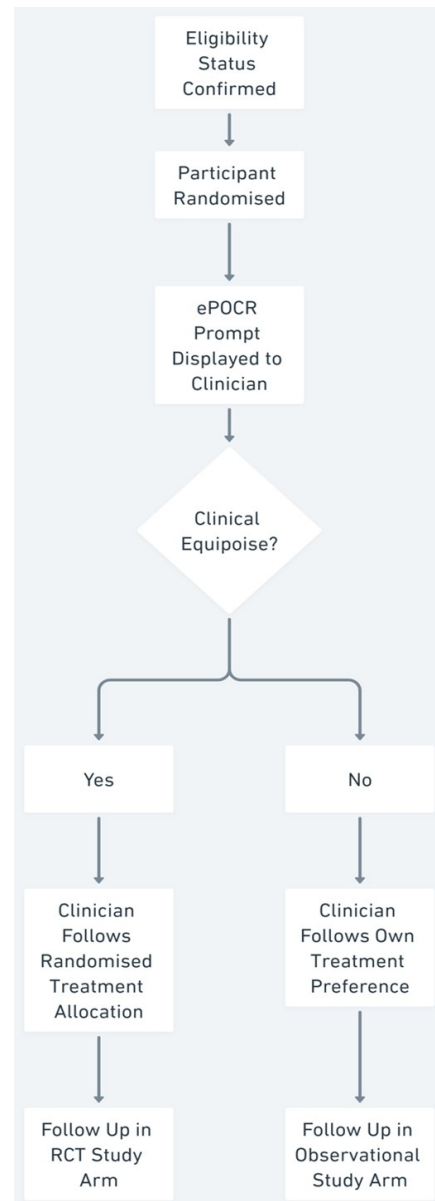 Eligibility
Status
Confirmed
Participant
Randomised
ePOCR
Prompt
Displayed to
Clinician
Clinical
Equipoise?
Yes
No
Clinician
Follows
Randomised
Treatment
Allocation
Clinician
Follows Own
Treatment
Preference
Follow Up in
RCT Study
Arm
Follow Up in
Observational
Study Arm